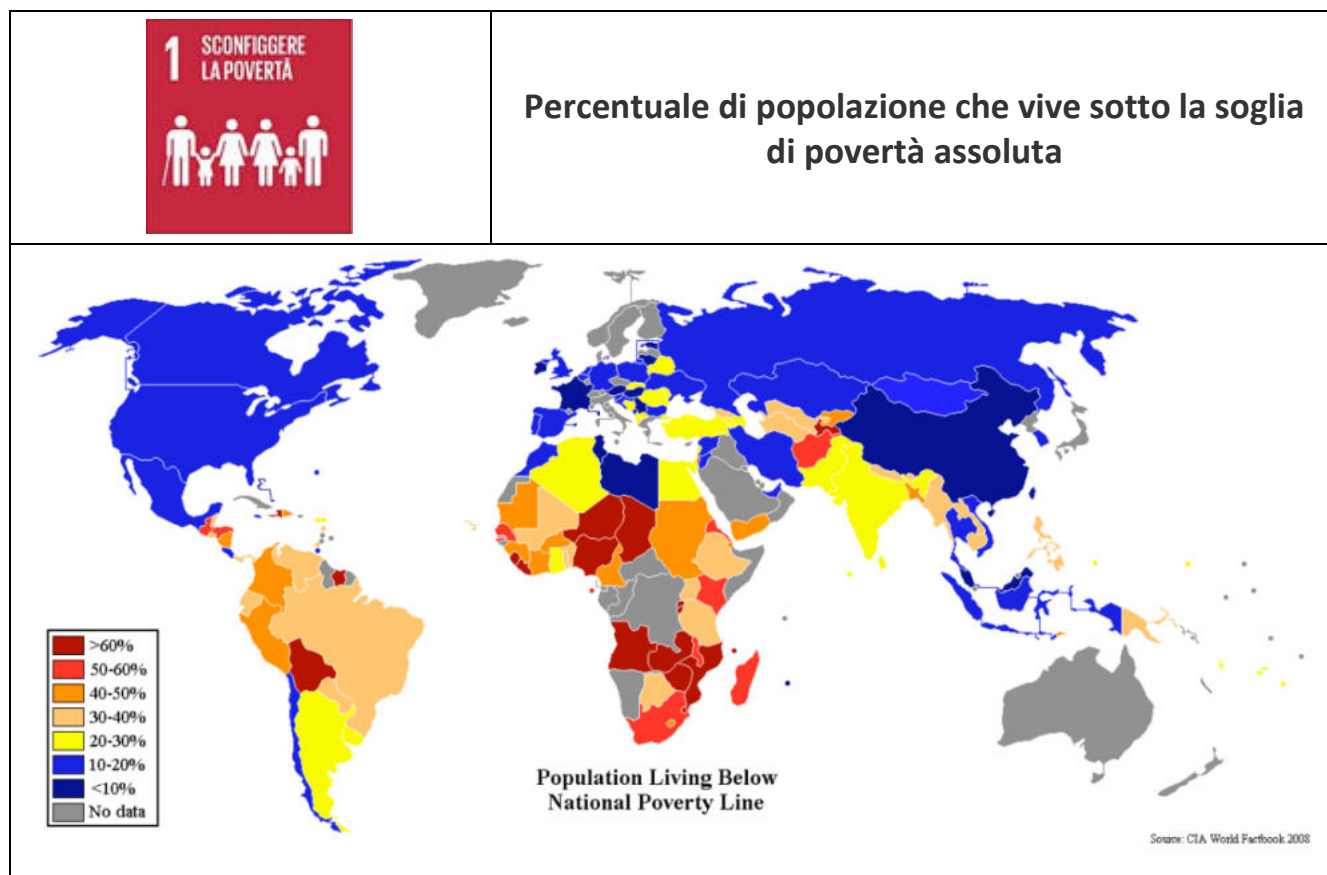 1 SCONFIGGERE
LA POVERTÀ
Percentuale di popolazione che vive sotto la soglia
di povertà assoluta
>60%
50-60%
40-50%
30-40%
20-30%
10-20%
<10%
No data
Population Living Below
National Poverty Line
Source: CIA World Factbook 2008